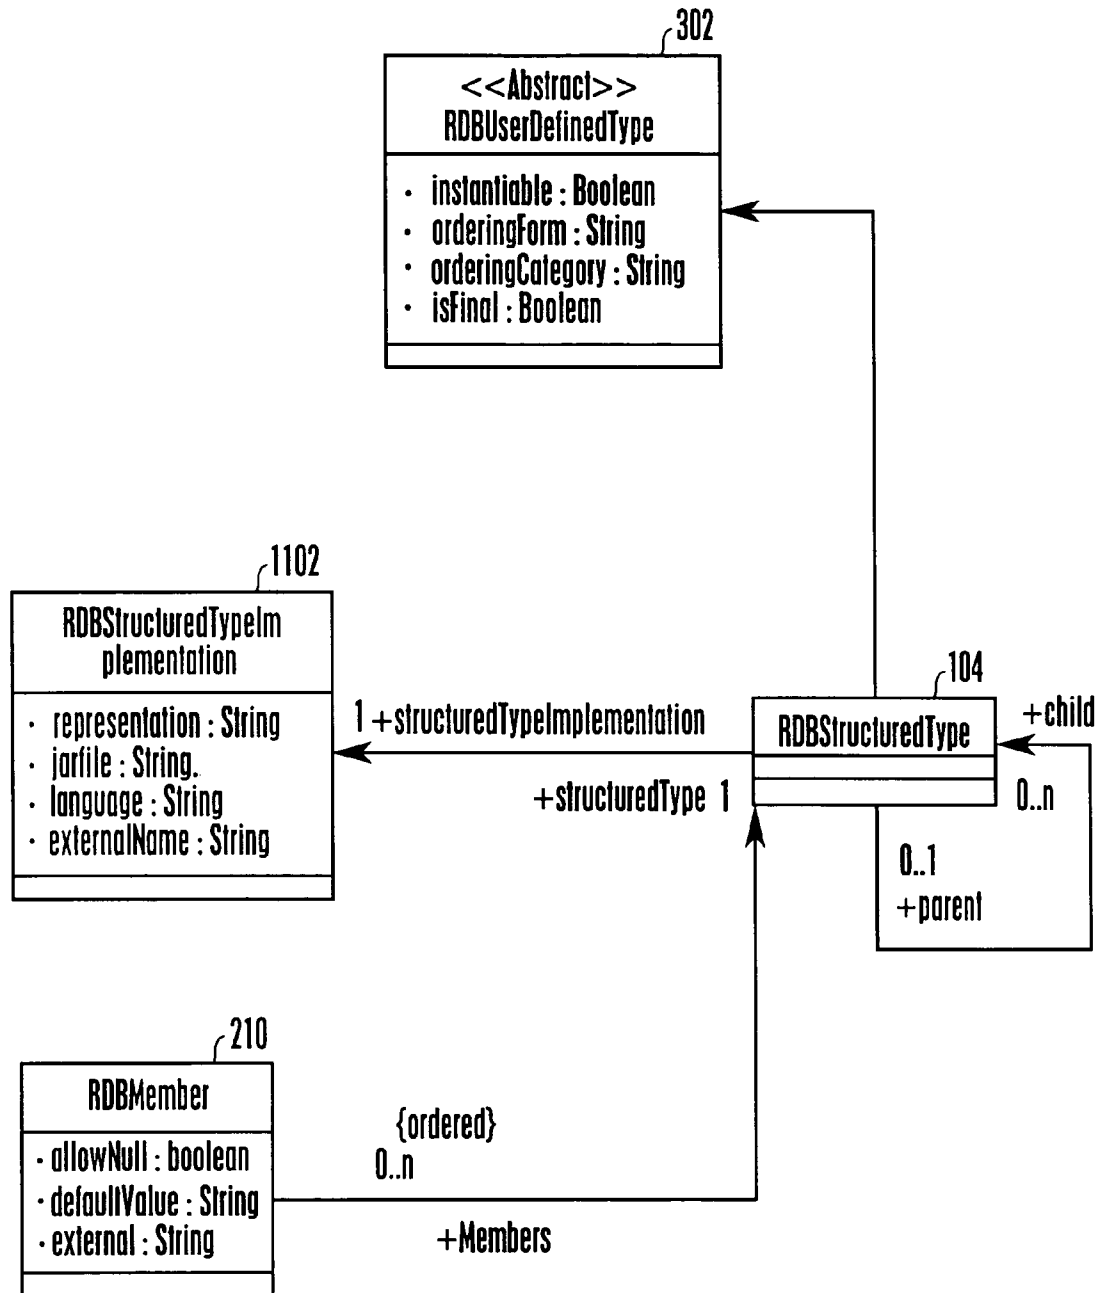 302
<<Abstract>>
RDBUserDefinedType
· instantiable : Boolean
· orderingForm : String
· orderingCategory : String
· isFinal : Boolean
1102
RDBStructuredTypeIm
plementation
· representation : String
· jarfile : String.
· language : String
· externalName : String
1 +structuredTypeImplementation
104
RDBStructuredType
+child
0..n
+structuredType 1
0..1
+parent
210
RDBMember
· allowNull : boolean
· defaultValue : String
· external : String
{ordered}
0..n
+Members